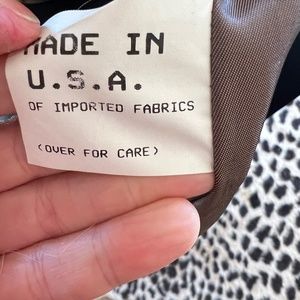 MADE IN
U.S.A.
OF IMPORTED FABRICS
(OVER FOR CARE)